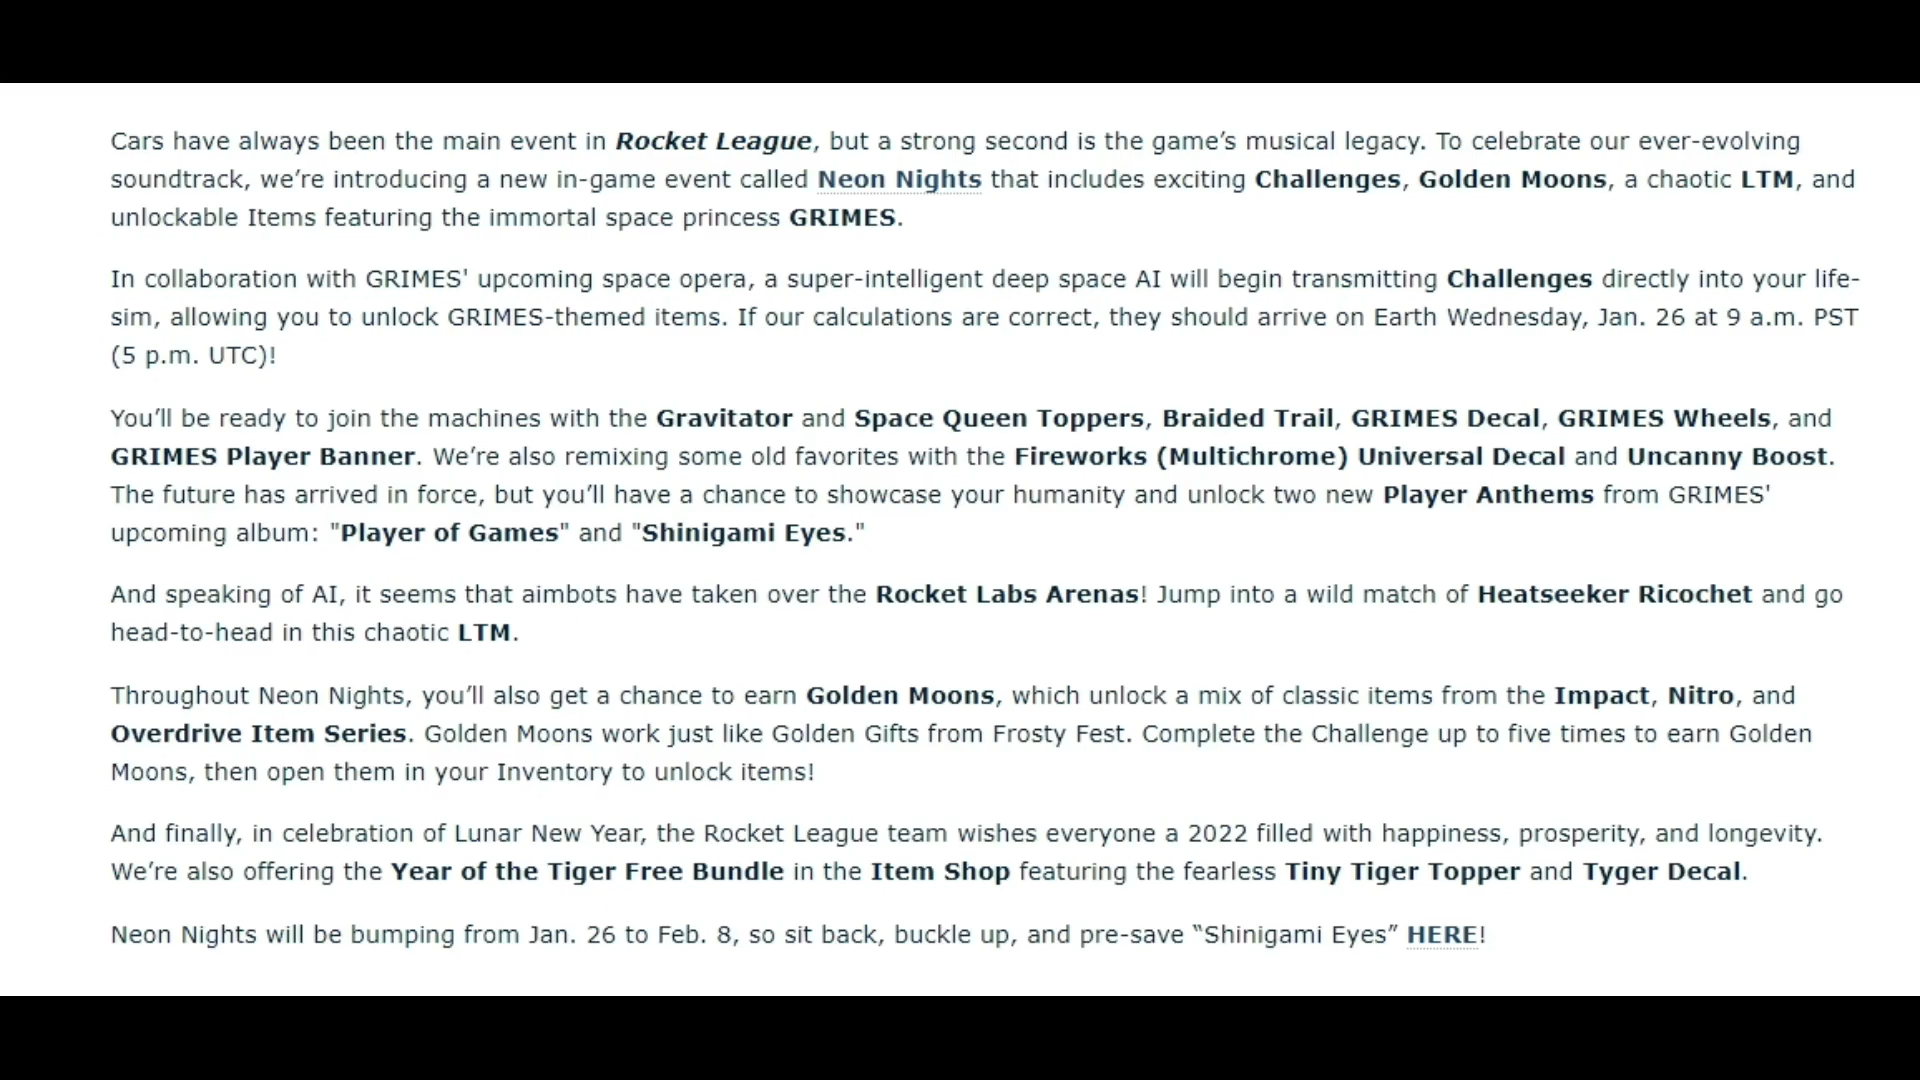 Cars have always been the main event in Rocket League, but a strong second is the game’s musical legacy. To celebrate our ever-evolving
soundtrack, we’re introducing a new in-game event called Neon Nights that includes exciting Challenges, Golden Moons, a chaotic LTM, and
unlockable Items featuring the immortal space princess GRIMES.
In collaboration with GRIMES' upcoming space opera, a super-intelligent deep space AI will begin transmitting Challenges directly into your life-
sim, allowing you to unlock GRIMES-themed items. If our calculations are correct, they should arrive on Earth Wednesday, Jan. 26 at 9 a.m. PST
(5 p.m. UTC)!
You’ll be ready to join the machines with the Gravitator and Space Queen Toppers, Braided Trail, GRIMES Decal, GRIMES Wheels, and
GRIMES Player Banner. We’re also remixing some old favorites with the Fireworks (Multichrome) Universal Decal and Uncanny Boost.
The future has arrived in force, but you’ll have a chance to showcase your humanity and unlock two new Player Anthems from GRIMES'
upcoming album: "Player of Games" and "Shinigami Eyes."
And speaking of AI, it seems that aimbots have taken over the Rocket Labs Arenas! Jump into a wild match of Heatseeker Ricochet and go
head-to-head in this chaotic LTM.
Throughout Neon Nights, you’ll also get a chance to earn Golden Moons, which unlock a mix of classic items from the Impact, Nitro, and
Overdrive Item Series. Golden Moons work just like Golden Gifts from Frosty Fest. Complete the Challenge up to five times to earn Golden
Moons, then open them in your Inventory to unlock items!
And finally, in celebration of Lunar New Year, the Rocket League team wishes everyone a 2022 filled with happiness, prosperity, and longevity.
We’re also offering the Year of the Tiger Free Bundle in the Item Shop featuring the fearless Tiny Tiger Topper and Tyger Decal.
Neon Nights will be bumping from Jan. 26 to Feb. 8, so sit back, buckle up, and pre-save “Shinigami Eyes” HERE!